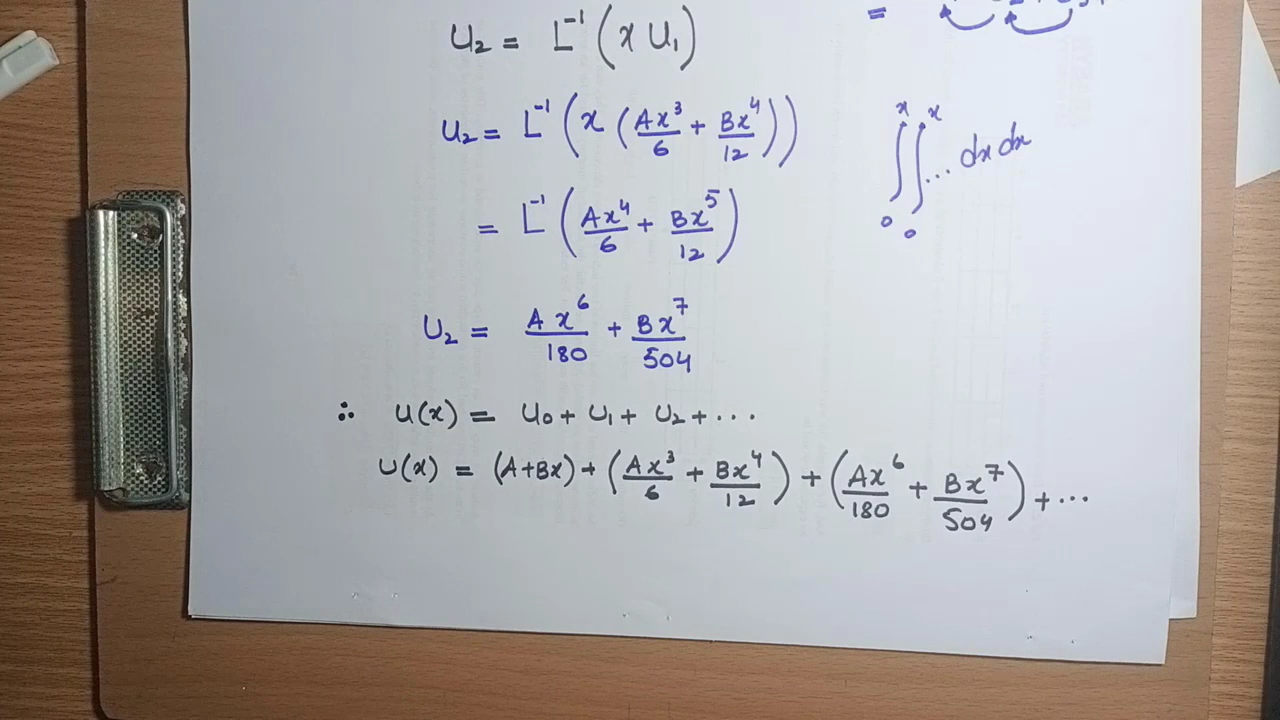 U₂ = L⁻¹(x U₁)
U₂ = L⁻¹(x(Ax³/6 + Bx⁴/12))
∫₀ˣ∫₀ˣ ... dx dx
= L⁻¹(Ax⁴/6 + Bx⁵/12)
U₂ = Ax⁶/180 + Bx⁷/504
∴ U(x) = U₀ + U₁ + U₂ + ...
U(x) = (A+Bx) + (Ax³/6 + Bx⁴/12) + (Ax⁶/180 + Bx⁷/504) + ...